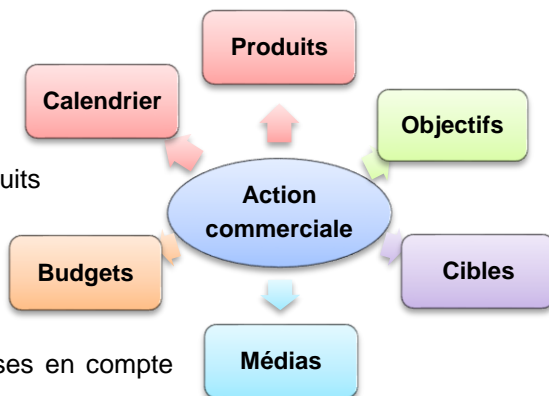 Produits
Calendrier
Objectifs
uits
Action
commerciale
Budgets
Cibles
ses en compte
Médias